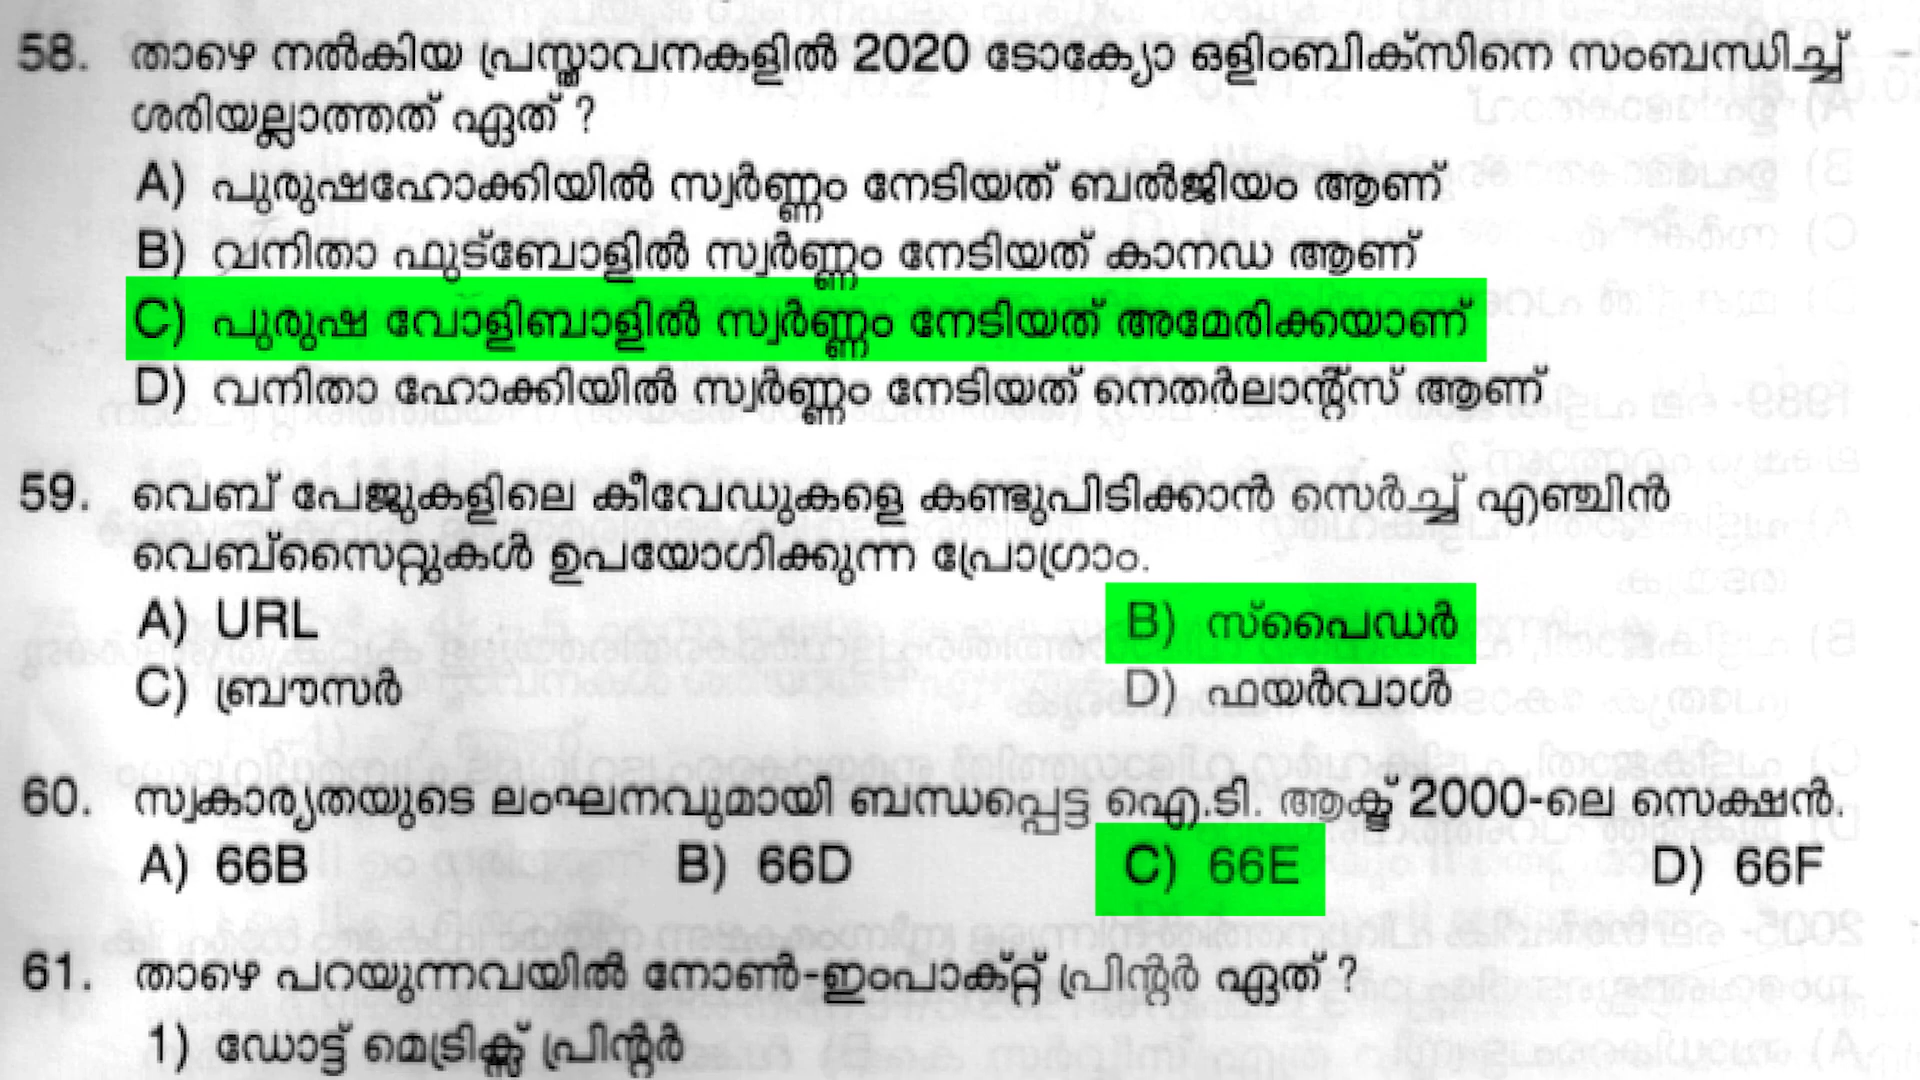 58. താഴെ നൽകിയ പ്രസ്താവനകളിൽ 2020 ടോക്യോ ഒളിംബിക്സിനെ സംബന്ധിച്ച്
ശരിയല്ലാത്തത് ഏത് ?
A) പുരുഷഹോക്കിയിൽ സ്വർണ്ണം നേടിയത് ബൽജിയം ആണ്
B) വനിതാ ഫുട്ബോളിൽ സ്വർണ്ണം നേടിയത് കാനഡ ആണ്
C) പുരുഷ വോളിബാളിൽ സ്വർണ്ണം നേടിയത് അമേരിക്കയാണ്
D) വനിതാ ഹോക്കിയിൽ സ്വർണ്ണം നേടിയത് നെതർലാന്റ്സ് ആണ്
59. വെബ് പേജുകളിലെ കീവേഡുകളെ കണ്ടുപിടിക്കാൻ സെർച്ച് എഞ്ചിൻ
വെബ്സൈറ്റുകൾ ഉപയോഗിക്കുന്ന പ്രോഗ്രാം.
A) URL B) സ്പൈഡർ
C) ബ്രൗസർ D) ഫയർവാൾ
60. സ്വകാര്യതയുടെ ലംഘനവുമായി ബന്ധപ്പെട്ട ഐ.ടി. ആക്ട് 2000-ലെ സെക്ഷൻ.
A) 66B B) 66D C) 66E D) 66F
61. താഴെ പറയുന്നവയിൽ നോൺ-ഇംപാക്റ്റ് പ്രിന്റർ ഏത് ?
1) ഡോട്ട് മെട്രിക്സ് പ്രിന്റർ